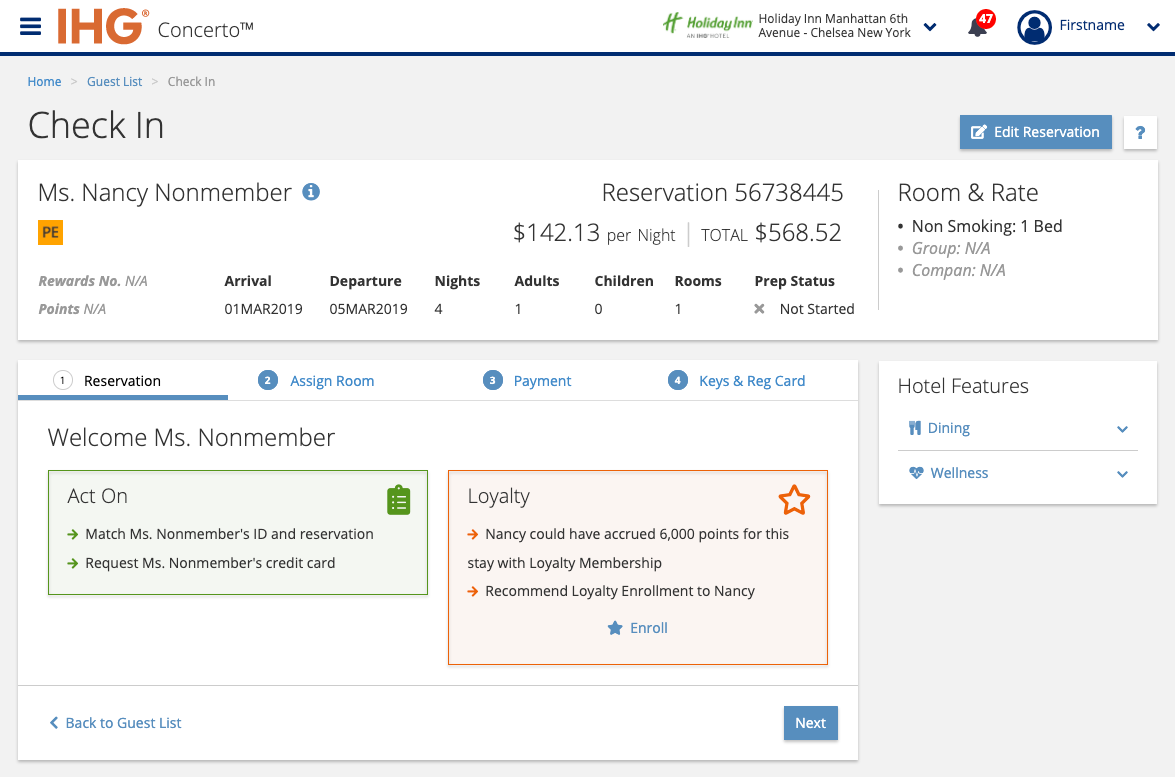 IHG® Concerto™
Holiday Inn
AN IHG® HOTEL
Holiday Inn Manhattan 6th
Avenue - Chelsea New York
47
Firstname
Home > Guest List > Check In
Check In
Edit Reservation
?
Ms. Nancy Nonmember
PE
Reservation 56738445
$142.13 per Night | TOTAL $568.52
Rewards No. N/A
Points N/A
Arrival Departure Nights Adults Children Rooms Prep Status
01MAR2019 05MAR2019 4 1 0 1 Not Started
Room & Rate
• Non Smoking: 1 Bed
• Group: N/A
• Compan: N/A
1 Reservation
2 Assign Room
3 Payment
4 Keys & Reg Card
Welcome Ms. Nonmember
Act On
Match Ms. Nonmember's ID and reservation
Request Ms. Nonmember's credit card
Loyalty
Nancy could have accrued 6,000 points for this
stay with Loyalty Membership
Recommend Loyalty Enrollment to Nancy
Enroll
Back to Guest List
Next
Hotel Features
Dining
Wellness